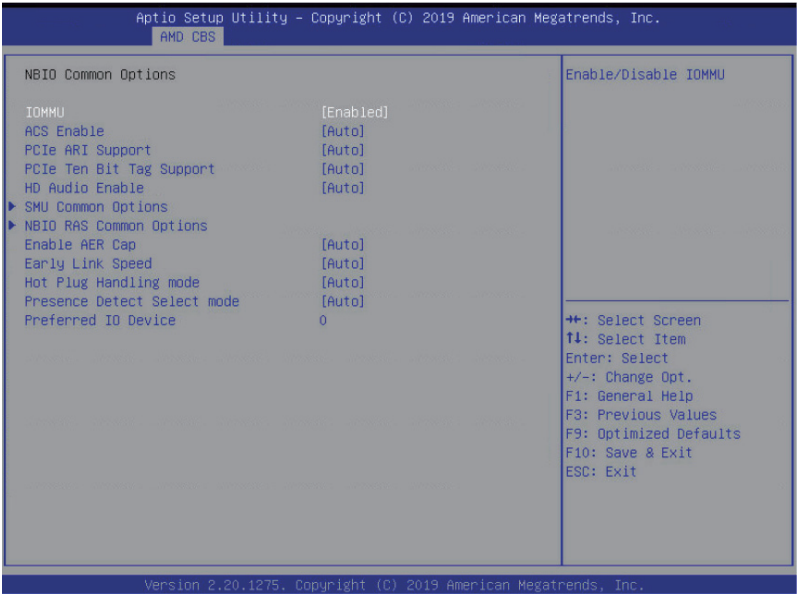 Aptio Setup Utility – Copyright (C) 2019 American Megatrends, Inc.
AMD CBS
NBIO Common Options
IOMMU [Enabled]
ACS Enable [Auto]
PCIe ARI Support [Auto]
PCIe Ten Bit Tag Support [Auto]
HD Audio Enable [Auto]
SMU Common Options
NBIO RAS Common Options
Enable AER Cap [Auto]
Early Link Speed [Auto]
Hot Plug Handling mode [Auto]
Presence Detect Select mode [Auto]
Preferred IO Device 0
Enable/Disable IOMMU
→←: Select Screen
↑↓: Select Item
Enter: Select
+/-: Change Opt.
F1: General Help
F3: Previous Values
F9: Optimized Defaults
F10: Save & Exit
ESC: Exit
Version 2.20.1275. Copyright (C) 2019 American Megatrends, Inc.